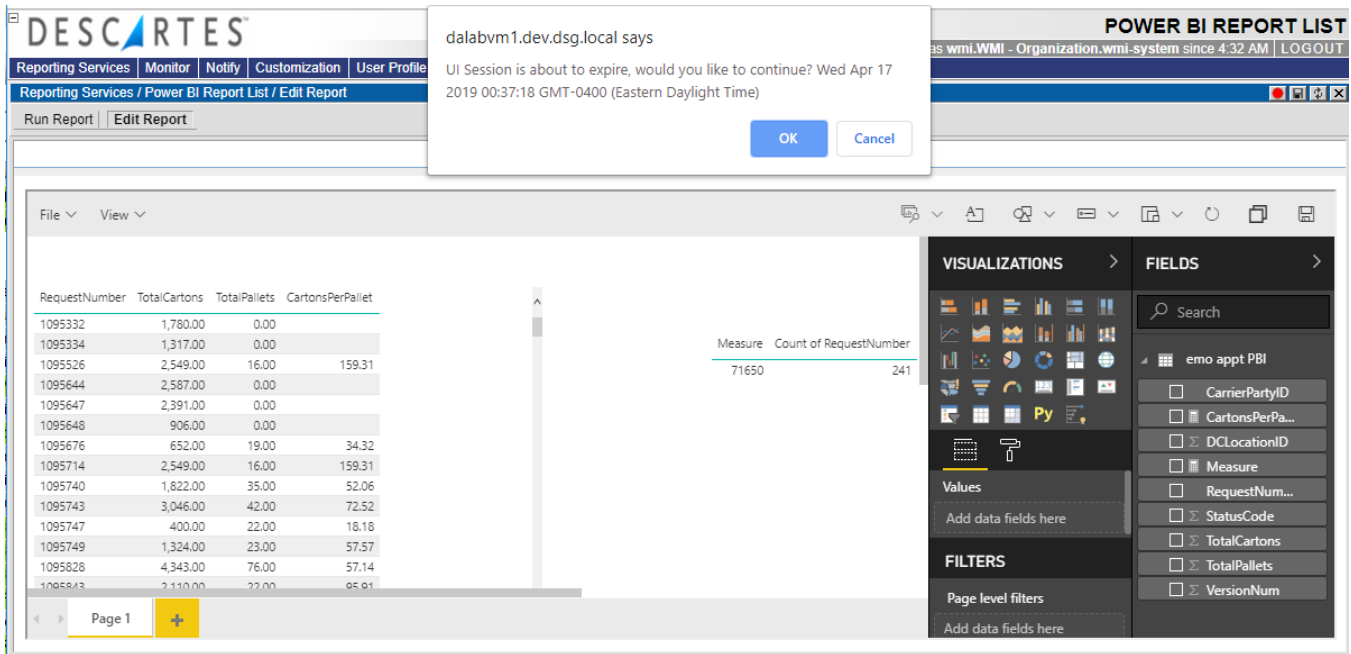 DESCARTES
POWER BI REPORT LIST
as wmi.WMI - Organization.wmi-system since 4:32 AM | LOGOUT
Reporting Services | Monitor | Notify | Customization | User Profile
Reporting Services / Power BI Report List / Edit Report
Run Report | Edit Report
dalabvm1.dev.dsg.local says
UI Session is about to expire, would you like to continue? Wed Apr 17
2019 00:37:18 GMT-0400 (Eastern Daylight Time)
OK Cancel
File View
RequestNumber TotalCartons TotalPallets CartonsPerPallet
1095332 1,780.00 0.00
1095334 1,317.00 0.00
1095526 2,549.00 16.00 159.31
1095644 2,587.00 0.00
1095647 2,391.00 0.00
1095648 906.00 0.00
1095676 652.00 19.00 34.32
1095714 2,549.00 16.00 159.31
1095740 1,822.00 35.00 52.06
1095743 3,046.00 42.00 72.52
1095747 400.00 22.00 18.18
1095749 1,324.00 23.00 57.57
1095828 4,343.00 76.00 57.14
1095843 2,110.00 22.00 95.91
Measure Count of RequestNumber
71650 241
Page 1
VISUALIZATIONS
Py
Values
Add data fields here
FILTERS
Page level filters
Add data fields here
FIELDS
Search
emo appt PBI
CarrierPartyID
CartonsPerPa...
DCLocationID
Measure
RequestNum...
StatusCode
TotalCartons
TotalPallets
VersionNum